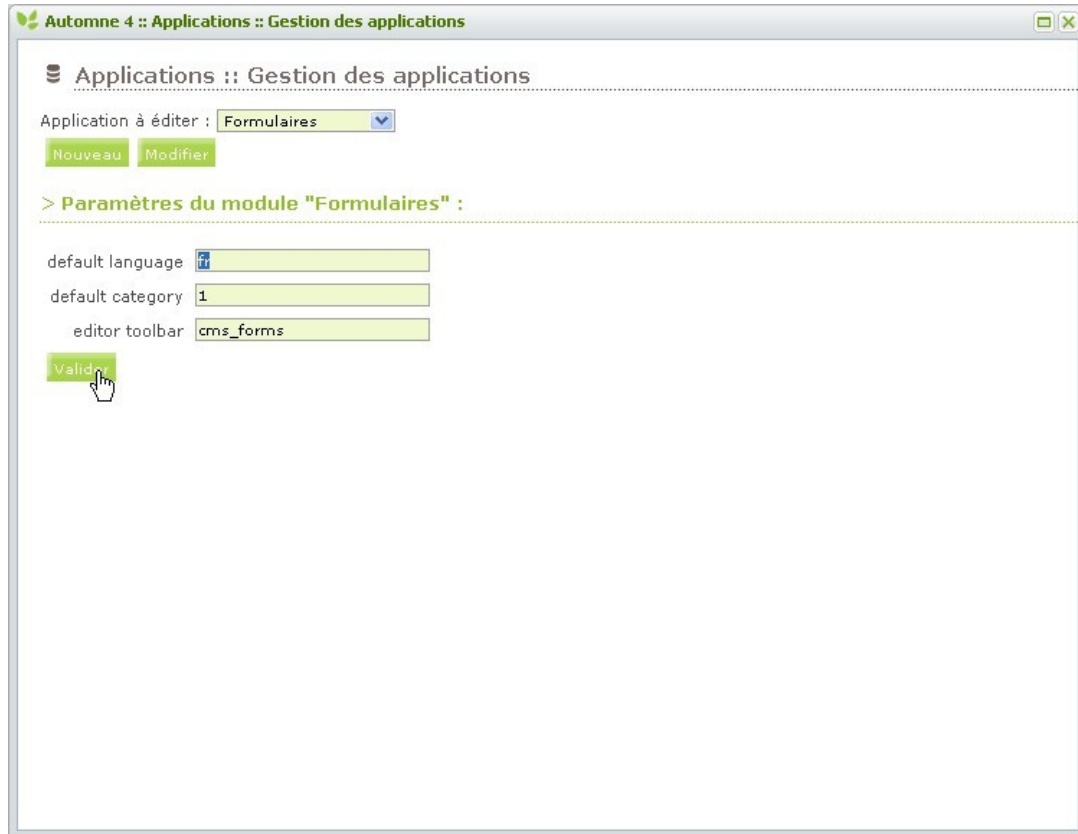 Automne 4 :: Applications :: Gestion des applications
Applications :: Gestion des applications
Application à éditer : Formulaires
Nouveau Modifier
> Paramètres du module "Formulaires" :
default language fr
default category 1
editor toolbar cms_forms
Valider